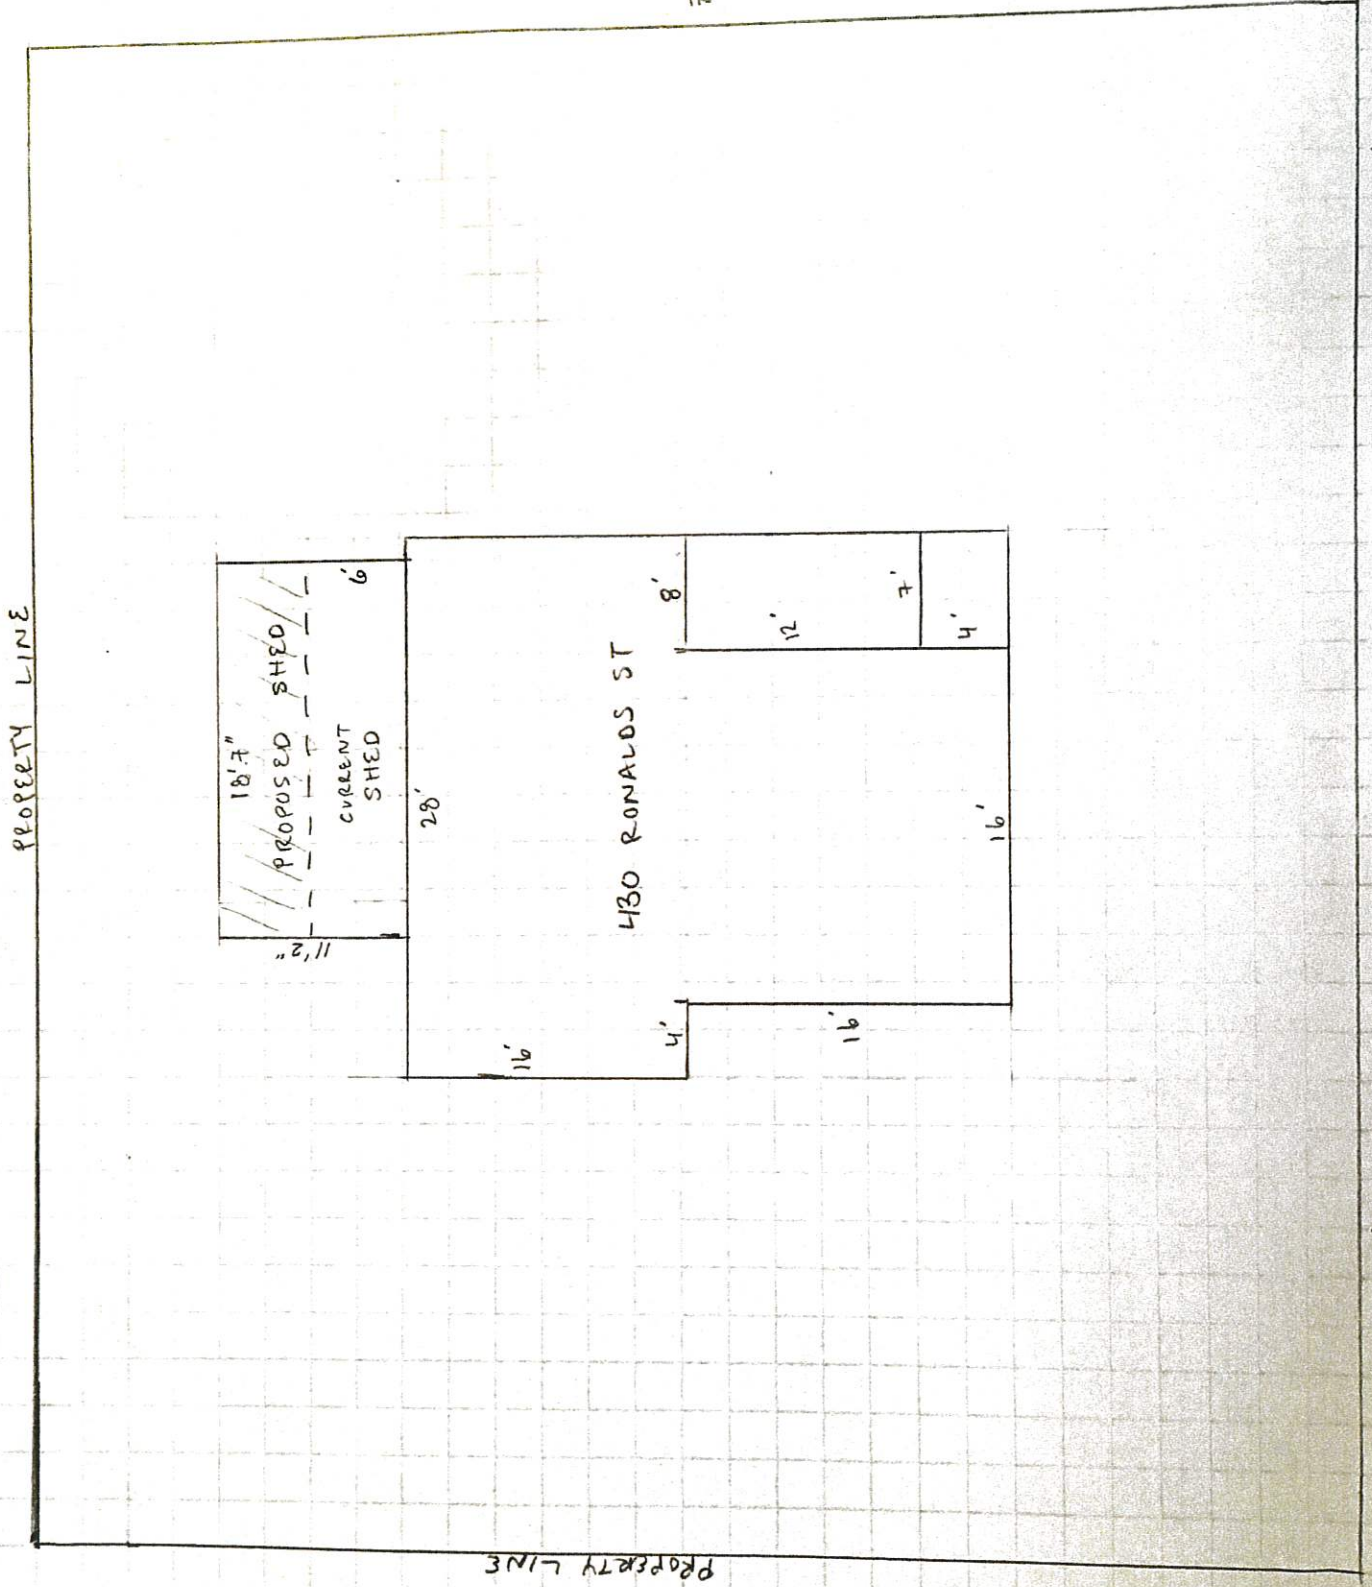 PROPERTY LINE
18'7"
PROPOSED SHED
CURRENT
SHED
6'
11'2"
28'
16'
430 RONALDS ST
8'
4'
12'
16'
7'
4'
16'
PROPERTY LINE